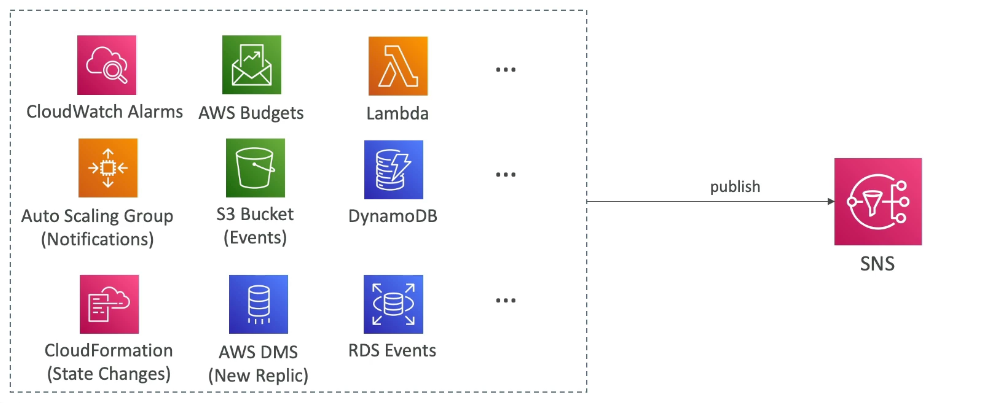 CloudWatch Alarms
AWS Budgets
Lambda
...
Auto Scaling Group
(Notifications)
S3 Bucket
(Events)
DynamoDB
...
publish
SNS
CloudFormation
(State Changes)
AWS DMS
(New Replic)
RDS Events
...